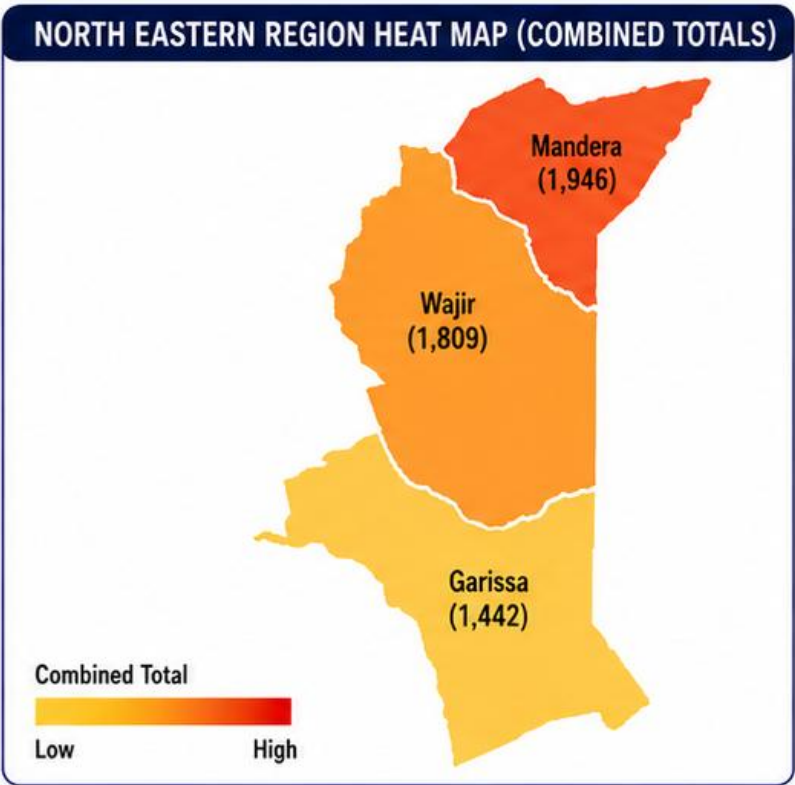 NORTH EASTERN REGION HEAT MAP (COMBINED TOTALS)
Mandera
(1,946)
Wajir
(1,809)
Garissa
(1,442)
Combined Total
Low High